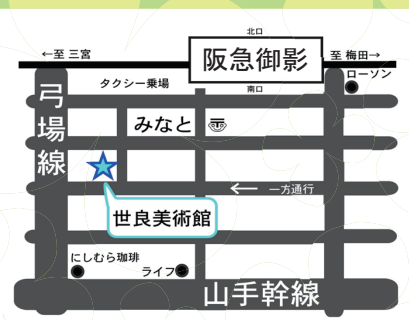 北口
←至 三宮
阪急御影
至 梅田→
タクシー乗場
南口
ローソン
弓場線
みなと
〒
一方通行
世良美術館
にしむら珈琲
ライフ
山手幹線